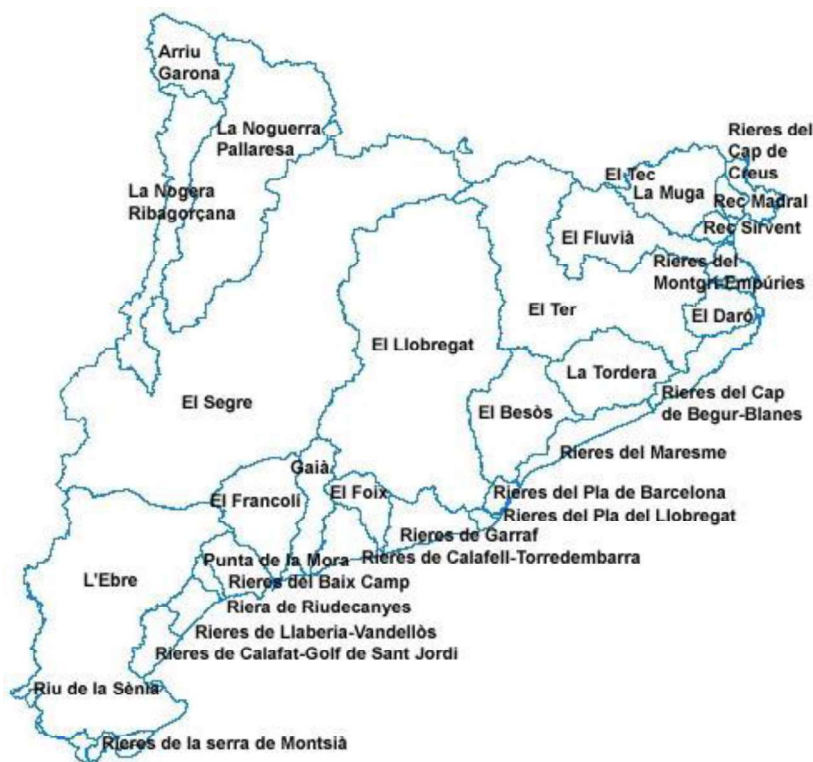 Arriu
Garona
La Noguerra
Pallaresa
La Nogera
Ribagorçana
Rieres del
Cap de
Creus
El Tec
La Muga
Rec Madral
Rec Sirvent
El Fluvià
Rieres del
Montgrí-Empúries
El Ter
El Daró
El Llobregat
La Tordera
El Segre
El Besòs
Rieres del Cap
de Begur-Blanes
Rieres del Maresme
Gaià
El Francolí
El Foix
Rieres del Pla de Barcelona
Rieres del Pla del Llobregat
Rieres de Garraf
Rieres de Calafell-Torredembarra
Punta de la Mora
L'Ebre
Rieres del Baix Camp
Riera de Riudecanyes
Rieres de Llaberia-Vandellòs
Rieres de Calafat-Golf de Sant Jordi
Riu de la Sènia
Rieres de la serra de Montsià